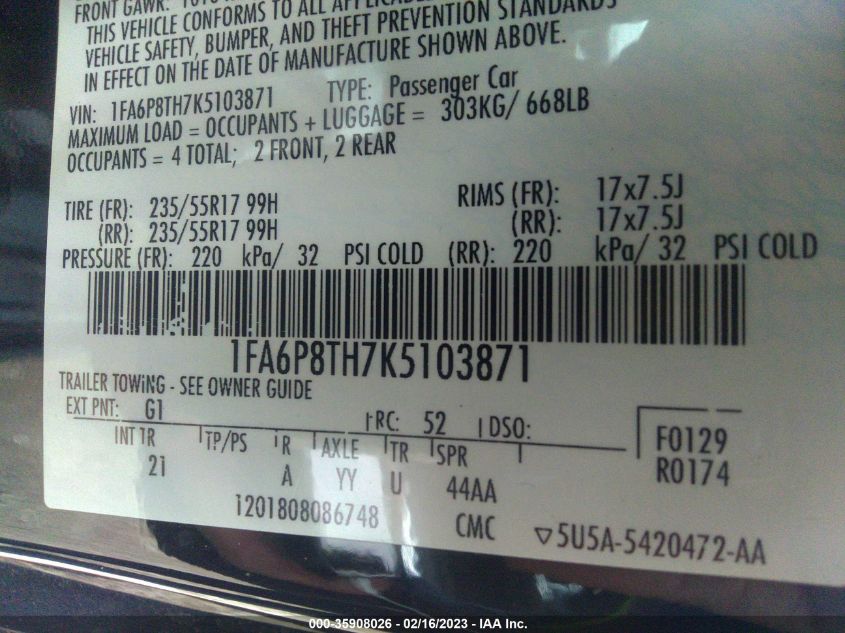 FRONT GAWR:
THIS VEHICLE CONFORMS TO ALL APPLICABLE
VEHICLE SAFETY, BUMPER, AND THEFT PREVENTION STANDARDS
IN EFFECT ON THE DATE OF MANUFACTURE SHOWN ABOVE.
VIN: 1FA6P8TH7K5103871 TYPE: Passenger Car
MAXIMUM LOAD = OCCUPANTS + LUGGAGE = 303KG/ 668LB
OCCUPANTS = 4 TOTAL; 2 FRONT, 2 REAR
TIRE (FR): 235/55R17 99H RIMS (FR): 17x7.5J
(RR): 235/55R17 99H (RR): 17x7.5J
PRESSURE (FR): 220 kPa/ 32 PSI COLD (RR): 220 kPa/ 32 PSI COLD
1FA6P8TH7K5103871
TRAILER TOWING - SEE OWNER GUIDE
EXT PNT: G1 RC: 52 DSO:
INT TR TP/PS R AXLE TR SPR F0129
21 A YY U 44AA R0174
1201808086748 CMC ▽5U5A-5420472-AA
000-35908026 - 02/16/2023 - IAA Inc.